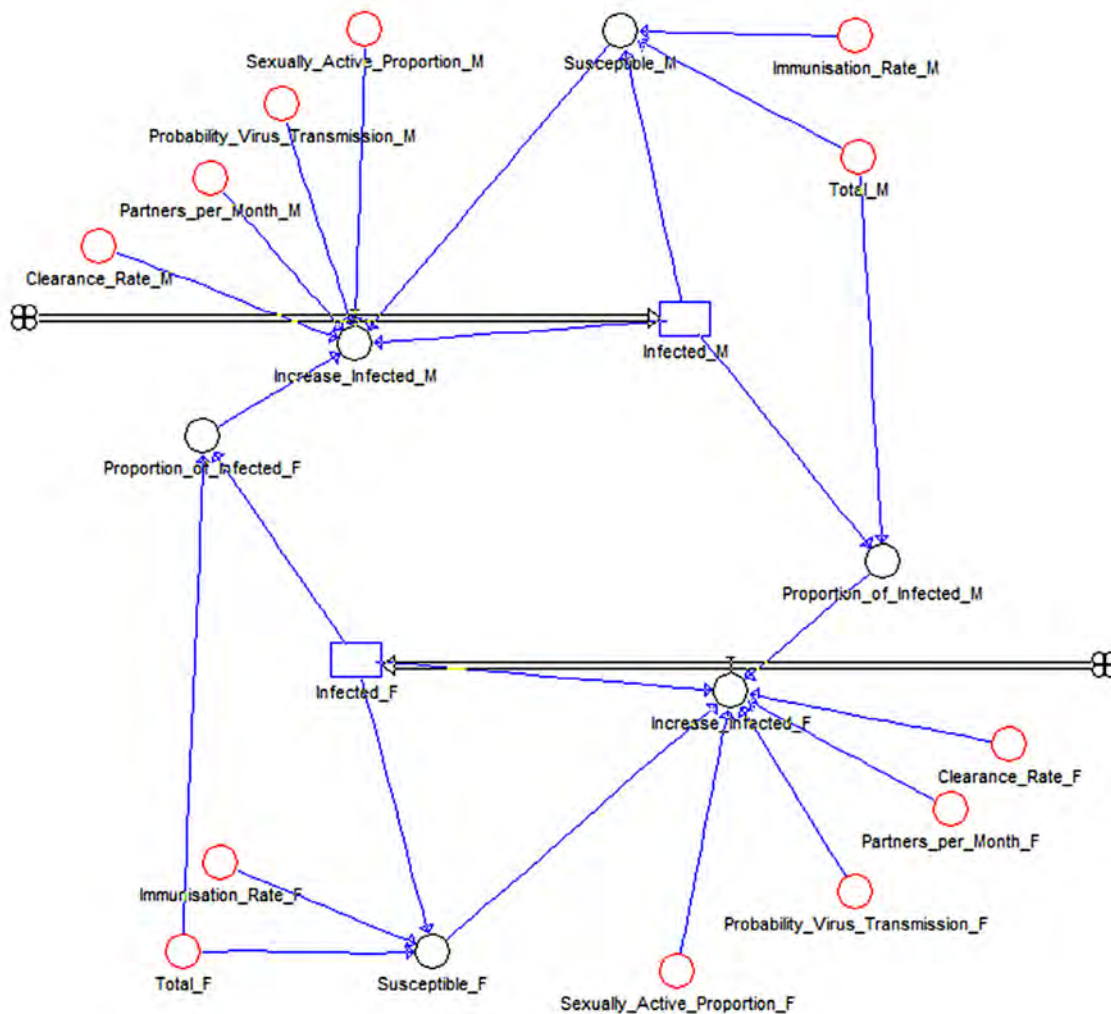 Sexually_Active_Proportion_M
Susceptible_M
Immunisation_Rate_M
Probability_Virus_Transmission_M
Total_M
Partners_per_Month_M
Clearance_Rate_M
Infected_M
Increase_Infected_M
Proportion_of_Infected_F
Proportion_of_Infected_M
Infected_F
Increase_Infected_F
Clearance_Rate_F
Partners_per_Month_F
Immunisation_Rate_F
Probability_Virus_Transmission_F
Total_F
Susceptible_F
Sexually_Active_Proportion_F